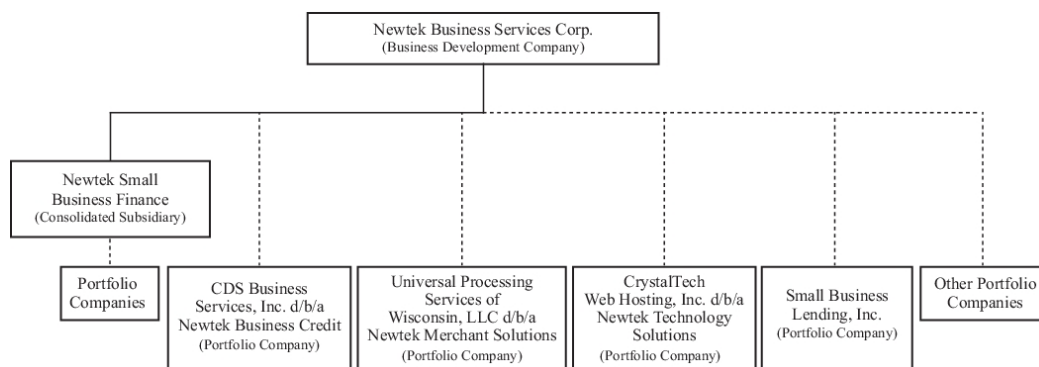 Newtek Business Services Corp.
(Business Development Company)
Newtek Small
Business Finance
(Consolidated Subsidiary)
Portfolio
Companies
CDS Business
Services, Inc. d/b/a
Newtek Business Credit
(Portfolio Company)
Universal Processing
Services of
Wisconsin, LLC d/b/a
Newtek Merchant Solutions
(Portfolio Company)
CrystalTech
Web Hosting, Inc. d/b/a
Newtek Technology
Solutions
(Portfolio Company)
Small Business
Lending, Inc.
(Portfolio Company)
Other Portfolio
Companies